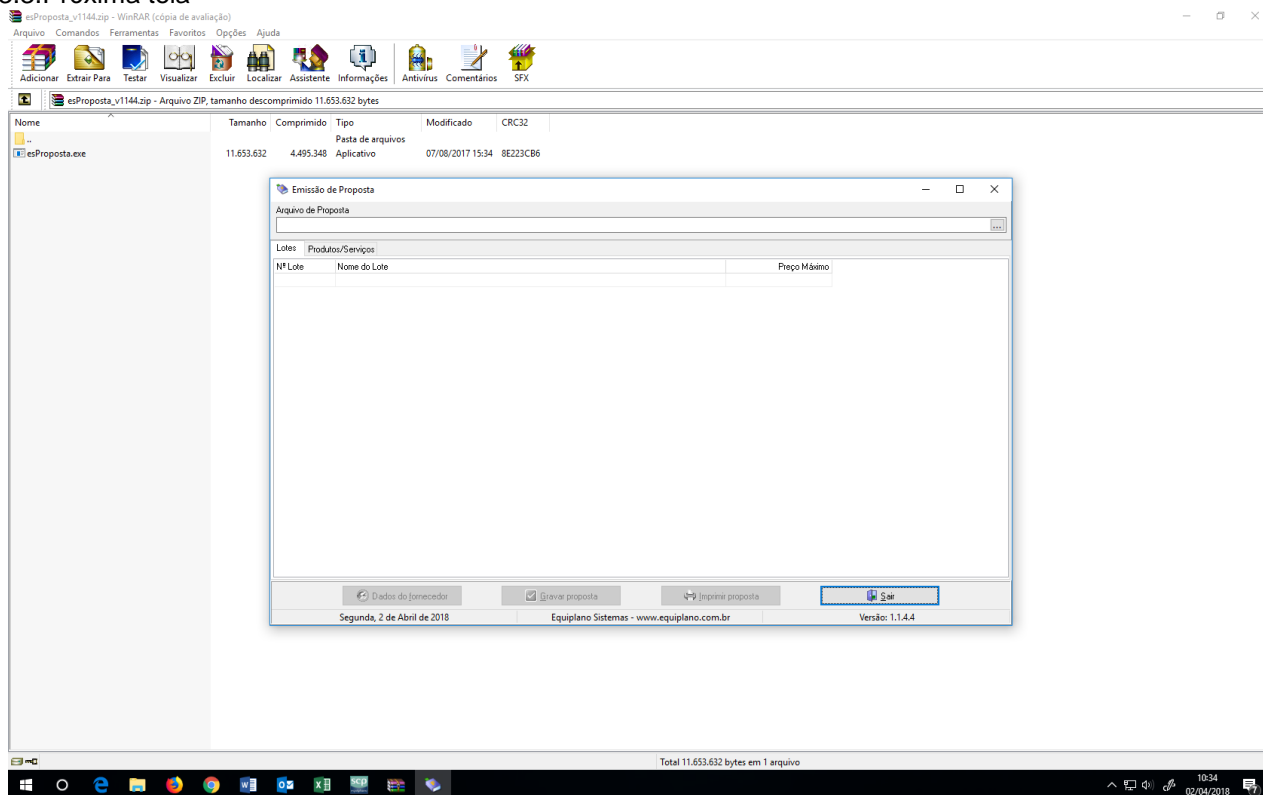 Próxima tela
esProposta_v1144.zip - WinRAR (cópia de avaliação)
Arquivo Comandos Ferramentas Favoritos Opções Ajuda
Adicionar Extrair Para Testar Visualizar Excluir Localizar Assistente Informações Antivírus Comentários SFX
esProposta_v1144.zip - Arquivo ZIP, tamanho descomprimido 11.653.632 bytes
Nome Tamanho Comprimido Tipo Modificado CRC32
.. Pasta de arquivos
esProposta.exe 11.653.632 4.495.348 Aplicativo 07/08/2017 15:34 8E223CB6
Emissão de Proposta
Arquivo de Proposta
...
Lotes Produtos/Serviços
Nº Lote Nome do Lote Preço Máximo
Dados do fornecedor Gravar proposta Imprimir proposta Sair
Segunda, 2 de Abril de 2018 Equiplano Sistemas - www.equiplano.com.br Versão: 1.1.4.4
Total 11.653.632 bytes em 1 arquivo
10:34
02/04/2018